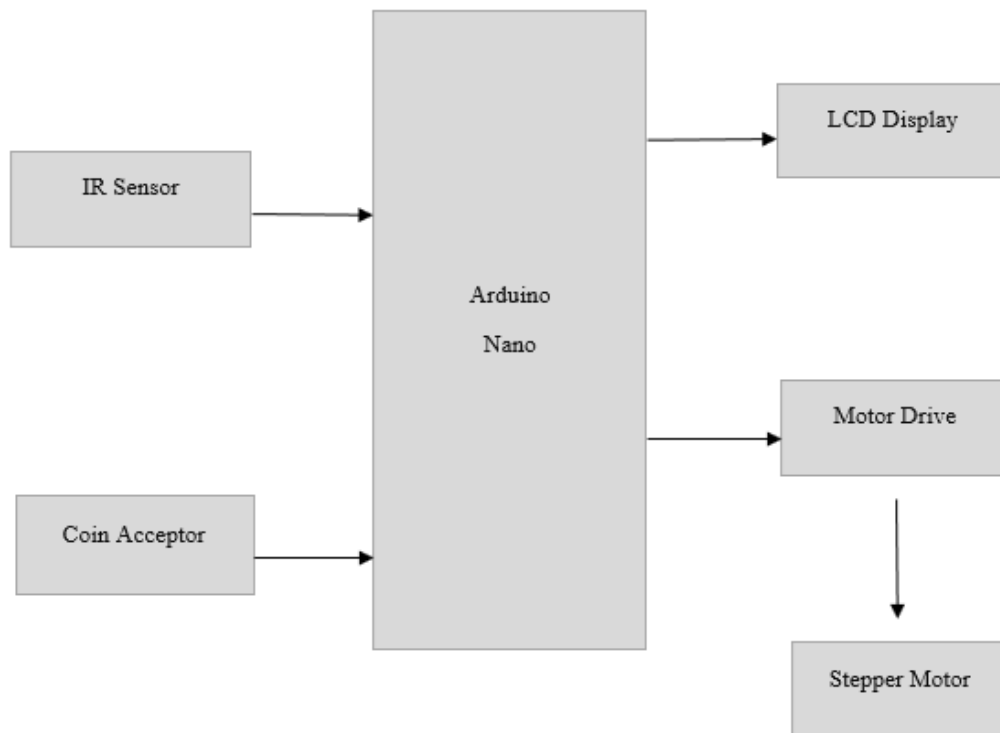 LCD Display
IR Sensor
Arduino
Nano
Motor Drive
Coin Acceptor
Stepper Motor